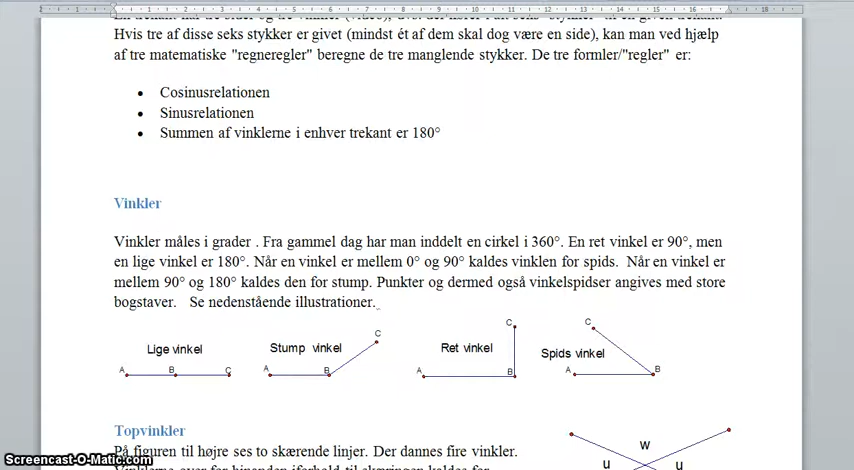 Hvis tre af disse seks stykker er givet (mindst ét af dem skal dog være en side), kan man ved hjælp
af tre matematiske "regneregler" beregne de tre manglende stykker. De tre formler/"regler" er:
• Cosinusrelationen
• Sinusrelationen
• Summen af vinklerne i enhver trekant er 180°
Vinkler
Vinkler måles i grader . Fra gammel dag har man inddelt en cirkel i 360°. En ret vinkel er 90°, men
en lige vinkel er 180°. Når en vinkel er mellem 0° og 90° kaldes vinklen for spids. Når en vinkel er
mellem 90° og 180° kaldes den for stump. Punkter og dermed også vinkelspidser angives med store
bogstaver. Se nedenstående illustrationer.
Lige vinkel
A B C
Stump vinkel
A B C
Ret vinkel
A B C
Spids vinkel
A B C
Topvinkler
På figuren til højre ses to skærende linjer. Der dannes fire vinkler.
w
u u
Screencast-O-Matic.com